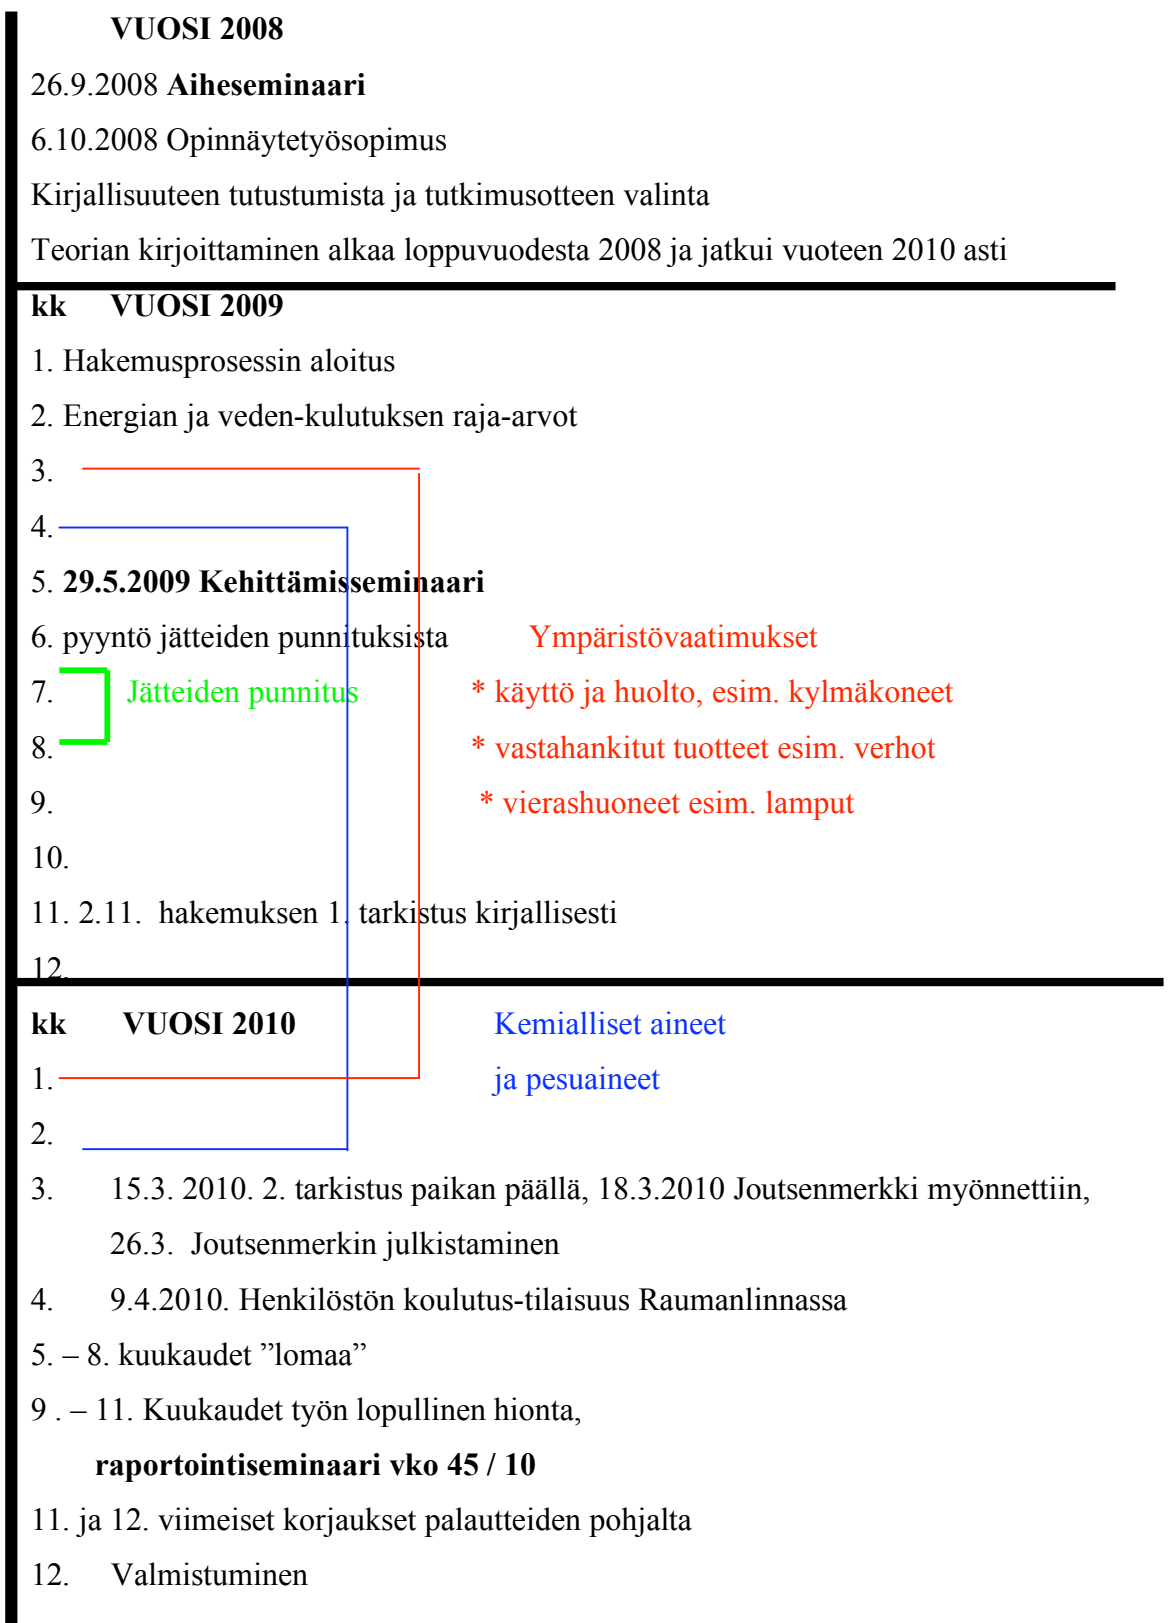 VUOSI 2008
26.9.2008 Aiheseminaari
6.10.2008 Opinnäytetyösopimus
Kirjallisuuteen tutustumista ja tutkimusotteen valinta
Teorian kirjoittaminen alkaa loppuvuodesta 2008 ja jatkui vuoteen 2010 asti
kk VUOSI 2009
1. Hakemusprosessin aloitus
2. Energian ja veden-kulutuksen raja-arvot
3.
4.
5. 29.5.2009 Kehittämisseminaari
6. pyyntö jätteiden punnituksista Ympäristövaatimukset
7. Jätteiden punnitus * käyttö ja huolto, esim. kylmäkoneet
8. * vastahankitut tuotteet esim. verhot
9. * vierashuoneet esim. lamput
10.
11. 2.11. hakemuksen 1. tarkistus kirjallisesti
12.
kk VUOSI 2010 Kemialliset aineet
1. ja pesuaineet
2.
3. 15.3. 2010. 2. tarkistus paikan päällä, 18.3.2010 Joutsenmerkki myönnettiin,
26.3. Joutsenmerkin julkistaminen
4. 9.4.2010. Henkilöstön koulutus-tilaisuus Raumanlinnassa
5. – 8. kuukaudet ”lomaa”
9 . – 11. Kuukaudet työn lopullinen hionta,
raportointiseminaari vko 45 / 10
11. ja 12. viimeiset korjaukset palautteiden pohjalta
12. Valmistuminen